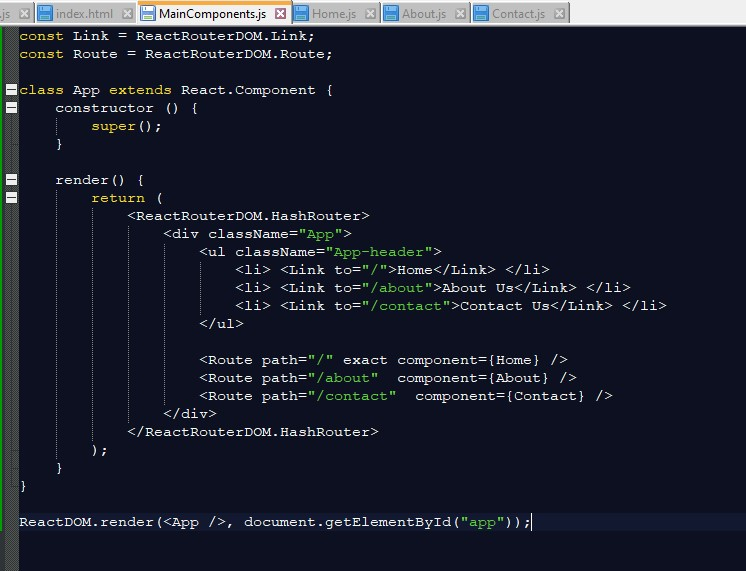 .js index.html MainComponents.js Home.js About.js Contact.js
const Link = ReactRouterDOM.Link;
const Route = ReactRouterDOM.Route;
class App extends React.Component {
constructor () {
super();
}
render() {
return (
<ReactRouterDOM.HashRouter>
<div className="App">
<ul className="App-header">
<li> <Link to="/">Home</Link> </li>
<li> <Link to="/about">About Us</Link> </li>
<li> <Link to="/contact">Contact Us</Link> </li>
</ul>
<Route path="/" exact component={Home} />
<Route path="/about"  component={About} />
<Route path="/contact"  component={Contact} />
</div>
</ReactRouterDOM.HashRouter>
);
}
}
ReactDOM.render(<App />, document.getElementById("app"));